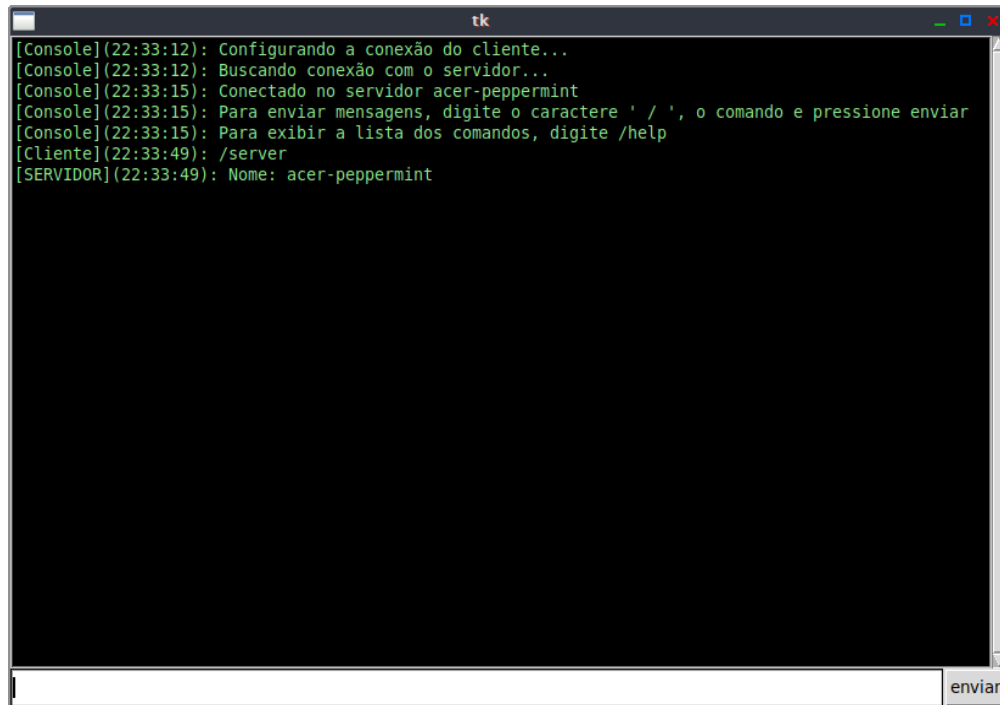 tk
[Console](22:33:12): Configurando a conexão do cliente...
[Console](22:33:12): Buscando conexão com o servidor...
[Console](22:33:15): Conectado no servidor acer-peppermint
[Console](22:33:15): Para enviar mensagens, digite o caractere ' / ', o comando e pressione enviar
[Console](22:33:15): Para exibir a lista dos comandos, digite /help
[Cliente](22:33:49): /server
[SERVIDOR](22:33:49): Nome: acer-peppermint
enviar